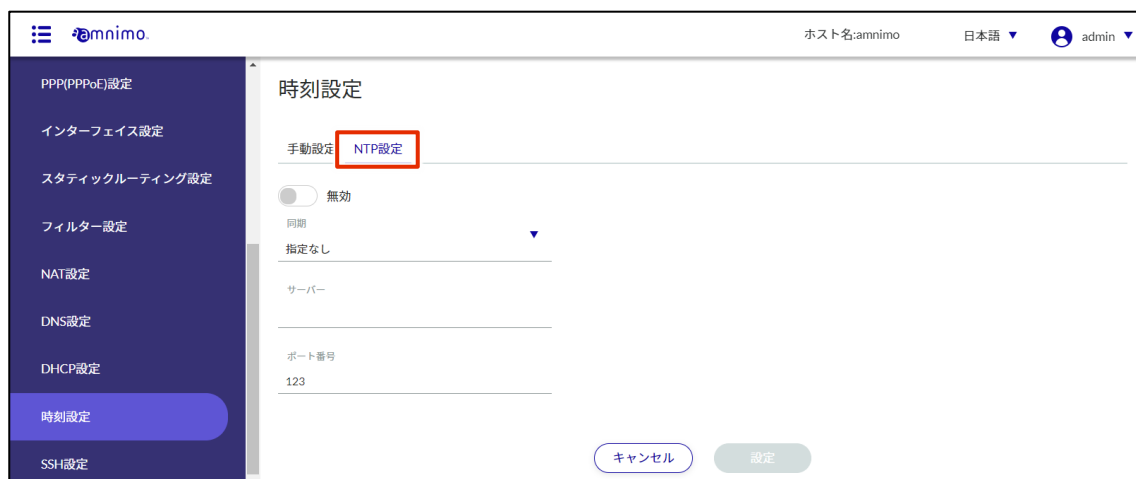 amnimo.
ホスト名:amnimo
日本語 ▼
admin ▼
PPP(PPPoE)設定
インターフェイス設定
スタティックルーティング設定
フィルター設定
NAT設定
DNS設定
DHCP設定
時刻設定
SSH設定
時刻設定
手動設定 NTP設定
無効
同期
指定なし ▼
サーバー
ポート番号
123
キャンセル 設定